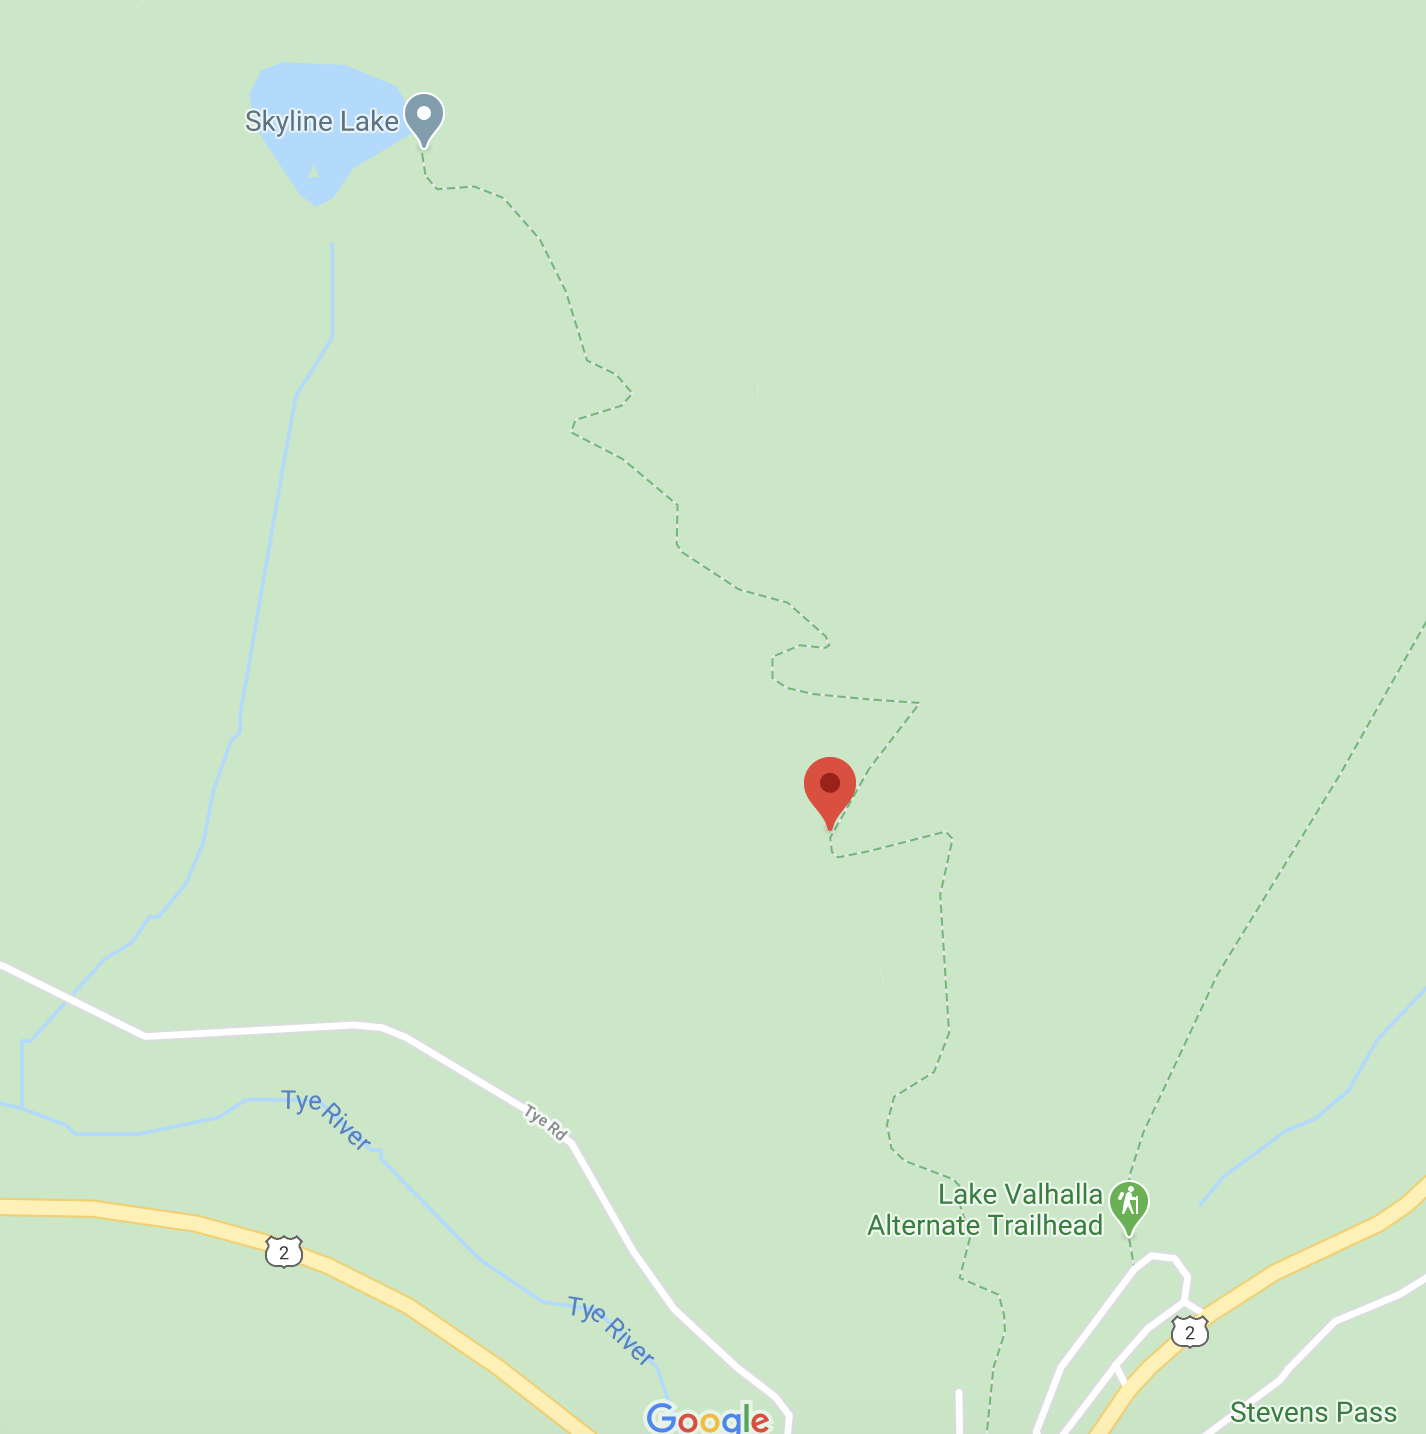 Skyline Lake
Tye River
Tye Rd
Lake Valhalla
Alternate Trailhead
2
Tye River
2
Google
Stevens Pass